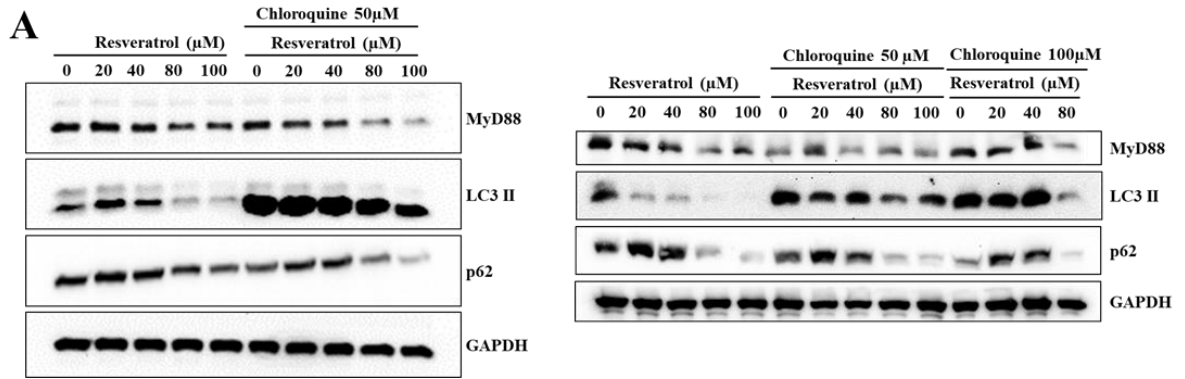 A
Chloroquine 50μM
Resveratrol (μM) Resveratrol (μM)
0 20 40 80 100 0 20 40 80 100
MyD88
LC3 II
p62
GAPDH
Chloroquine 50 μM Chloroquine 100μM
Resveratrol (μM) Resveratrol (μM) Resveratrol (μM)
0 20 40 80 100 0 20 40 80 100 0 20 40 80
MyD88
LC3 II
p62
GAPDH